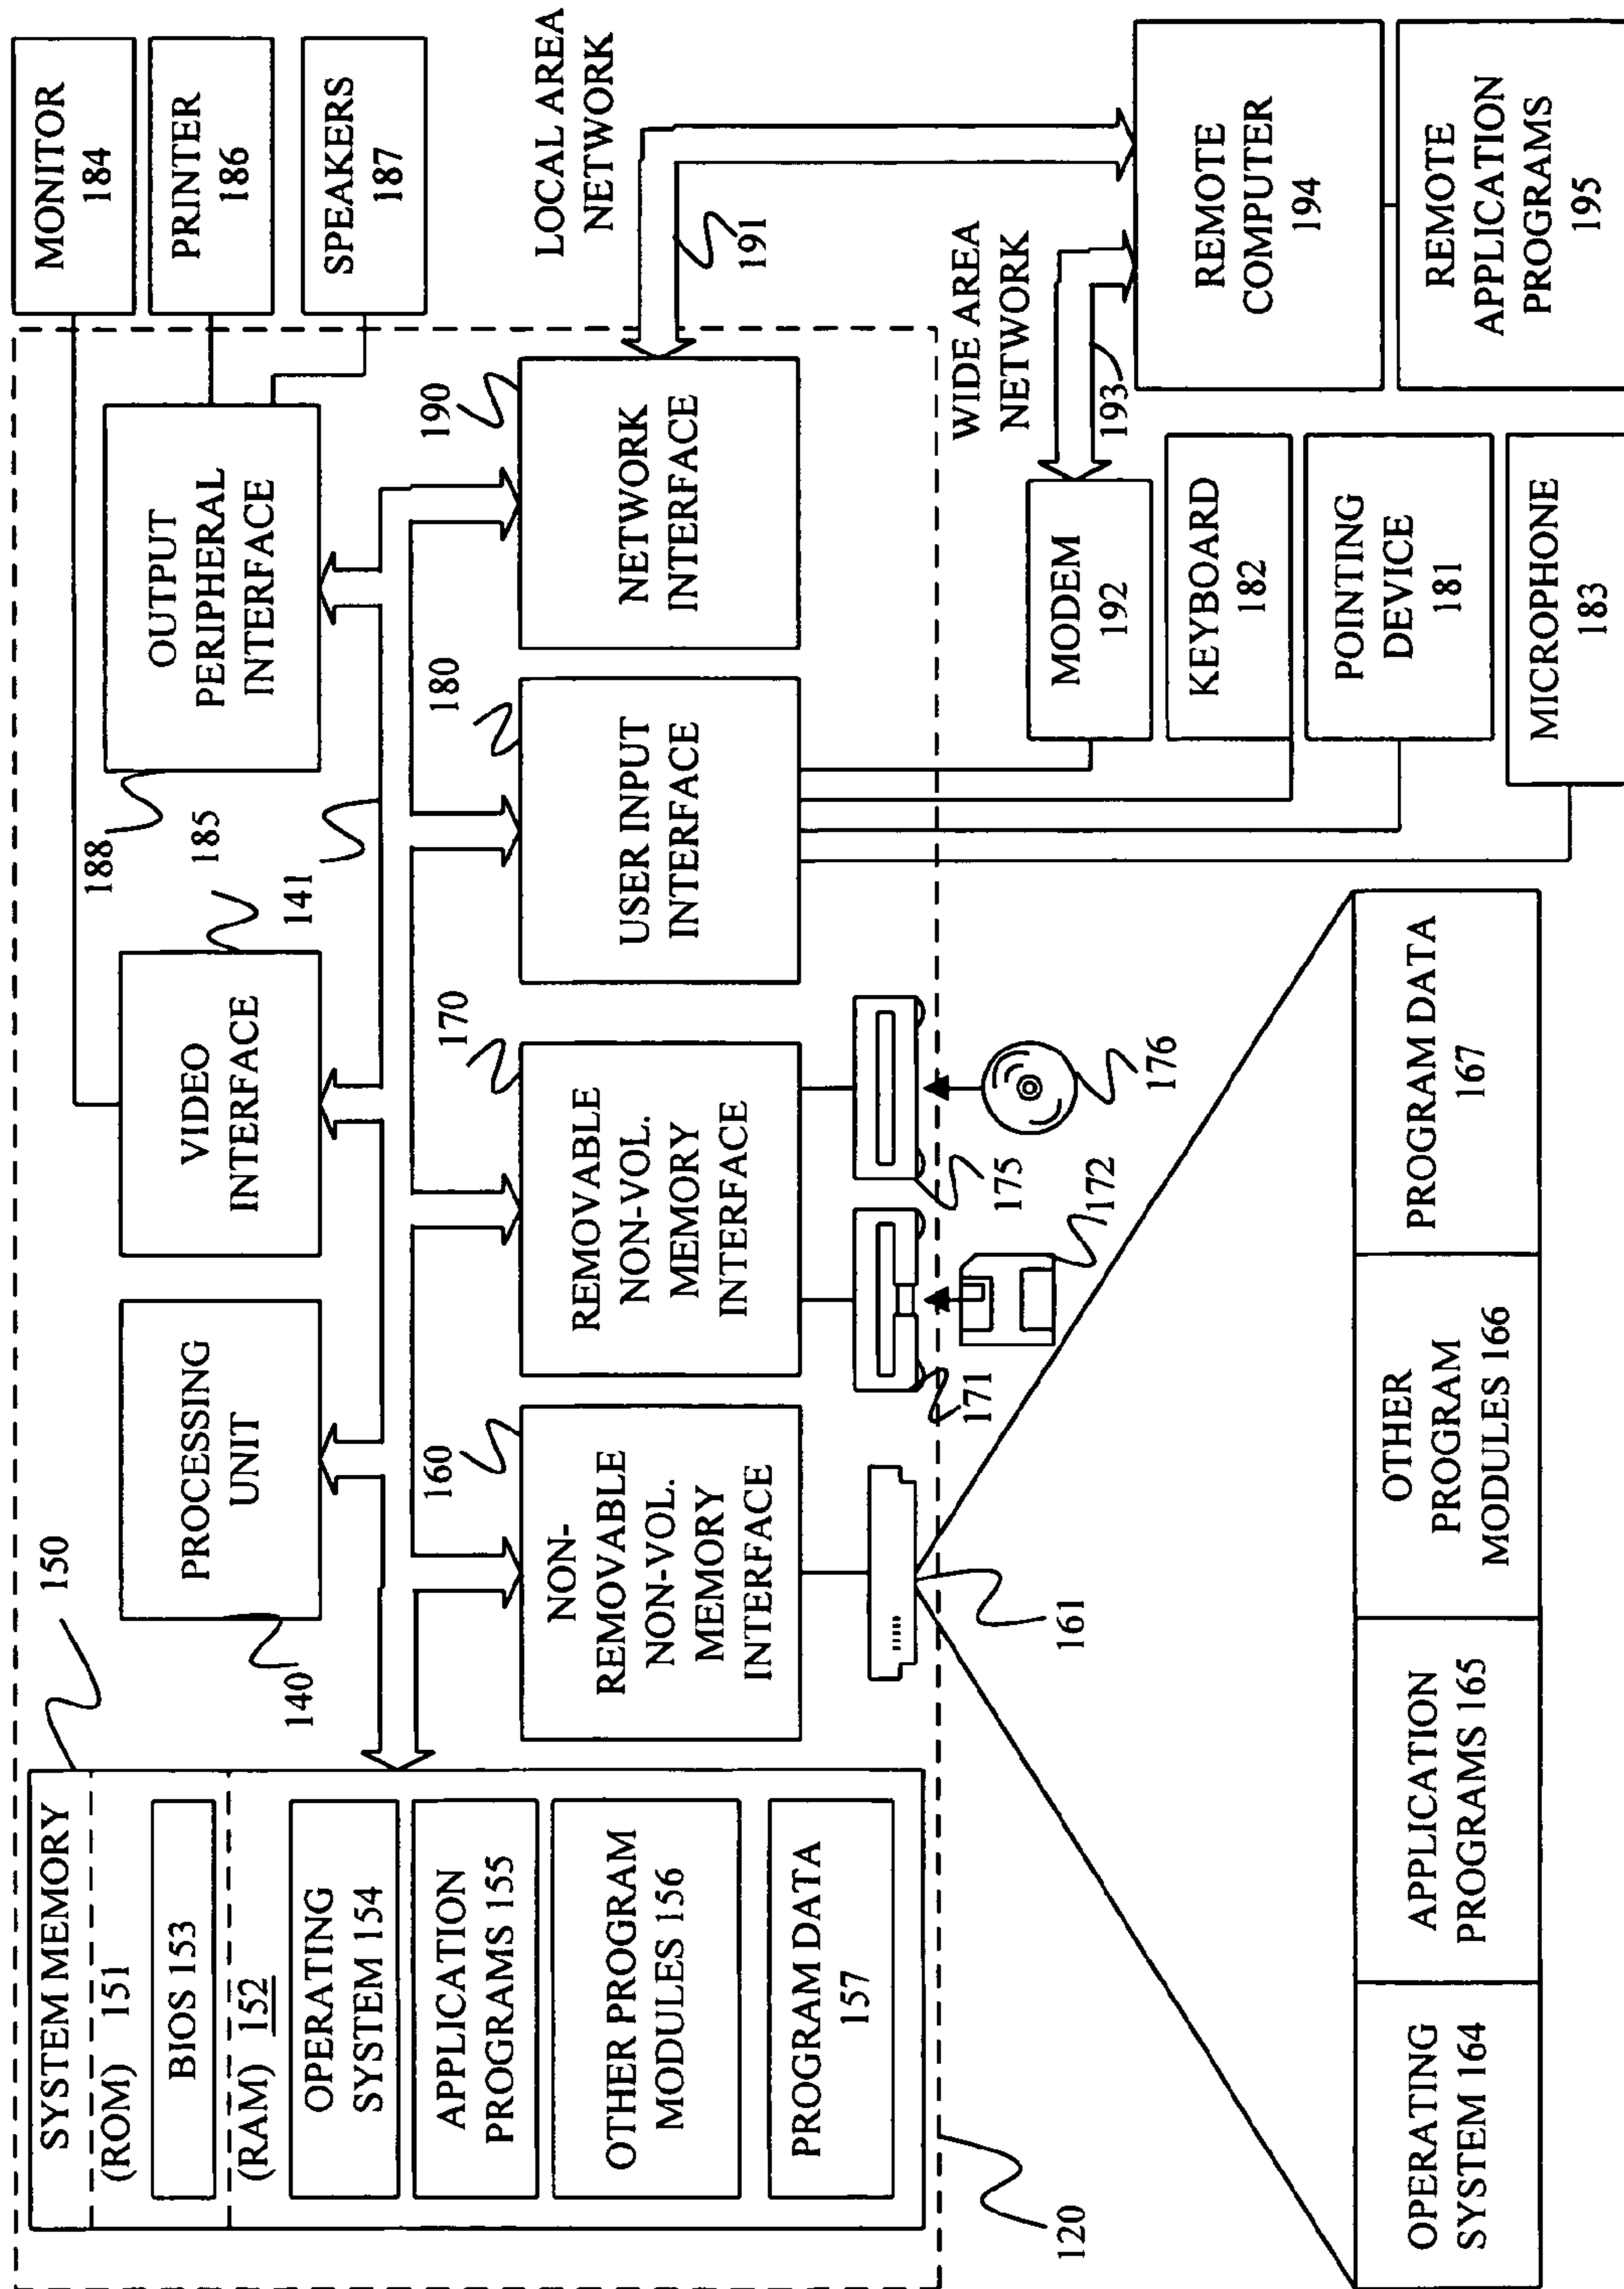 SYSTEM MEMORY
(ROM) 151
BIOS 153
(RAM) 152
OPERATING
SYSTEM 154
APPLICATION
PROGRAMS 155
OTHER PROGRAM
MODULES 156
PROGRAM DATA
157
150
PROCESSING
UNIT
140
VIDEO
INTERFACE
185
141
OUTPUT
PERIPHERAL
INTERFACE
188
MONITOR
184
PRINTER
186
SPEAKERS
187
160
NON-
REMOVABLE
NON-VOL.
MEMORY
INTERFACE
170
REMOVABLE
NON-VOL.
MEMORY
INTERFACE
180
USER INPUT
INTERFACE
190
NETWORK
INTERFACE
LOCAL AREA
NETWORK
191
WIDE AREA
NETWORK
193
120
161
171
172
175
176
MODEM
192
KEYBOARD
182
POINTING
DEVICE
181
MICROPHONE
183
REMOTE
COMPUTER
194
REMOTE
APPLICATION
PROGRAMS
195
OPERATING
SYSTEM 164
APPLICATION
PROGRAMS 165
OTHER
PROGRAM
MODULES 166
PROGRAM DATA
167